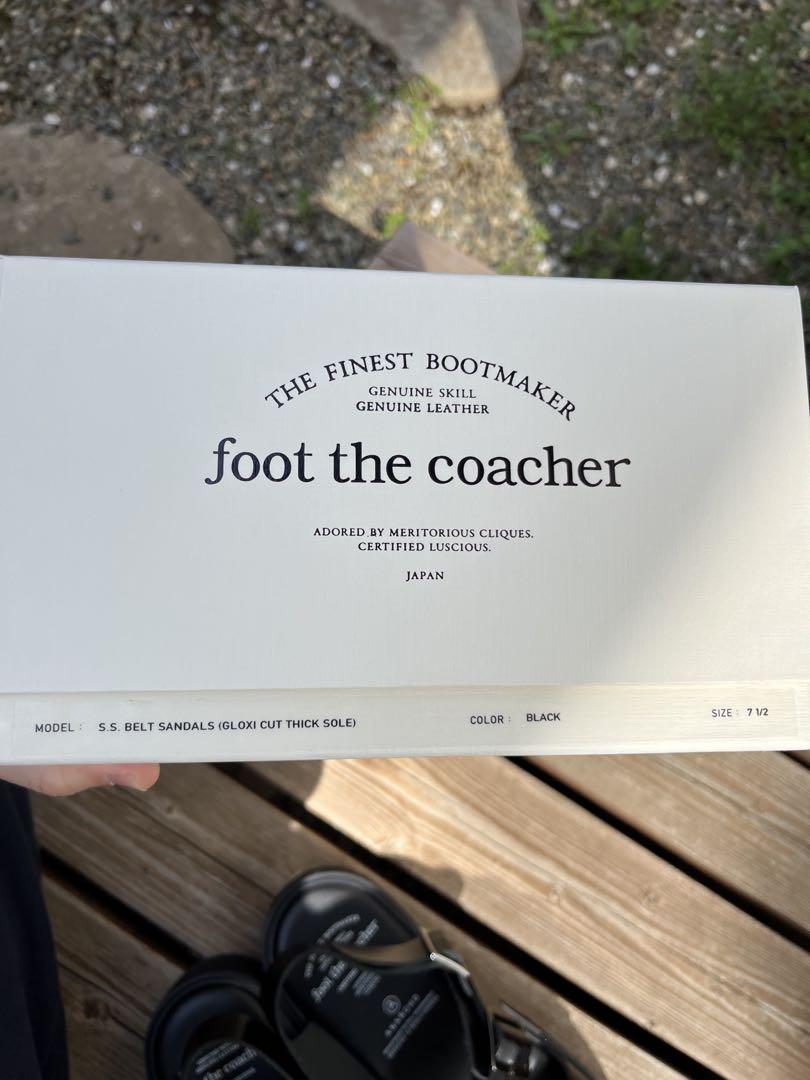 THE FINEST BOOTMAKER
GENUINE SKILL
GENUINE LEATHER
foot the coacher
ADORED BY MERITORIOUS CLIQUES.
CERTIFIED LUSCIOUS.
JAPAN
MODEL : S.S. BELT SANDALS (GLOXI CUT THICK SOLE) COLOR : BLACK SIZE : 7 1/2
foot the
the coach